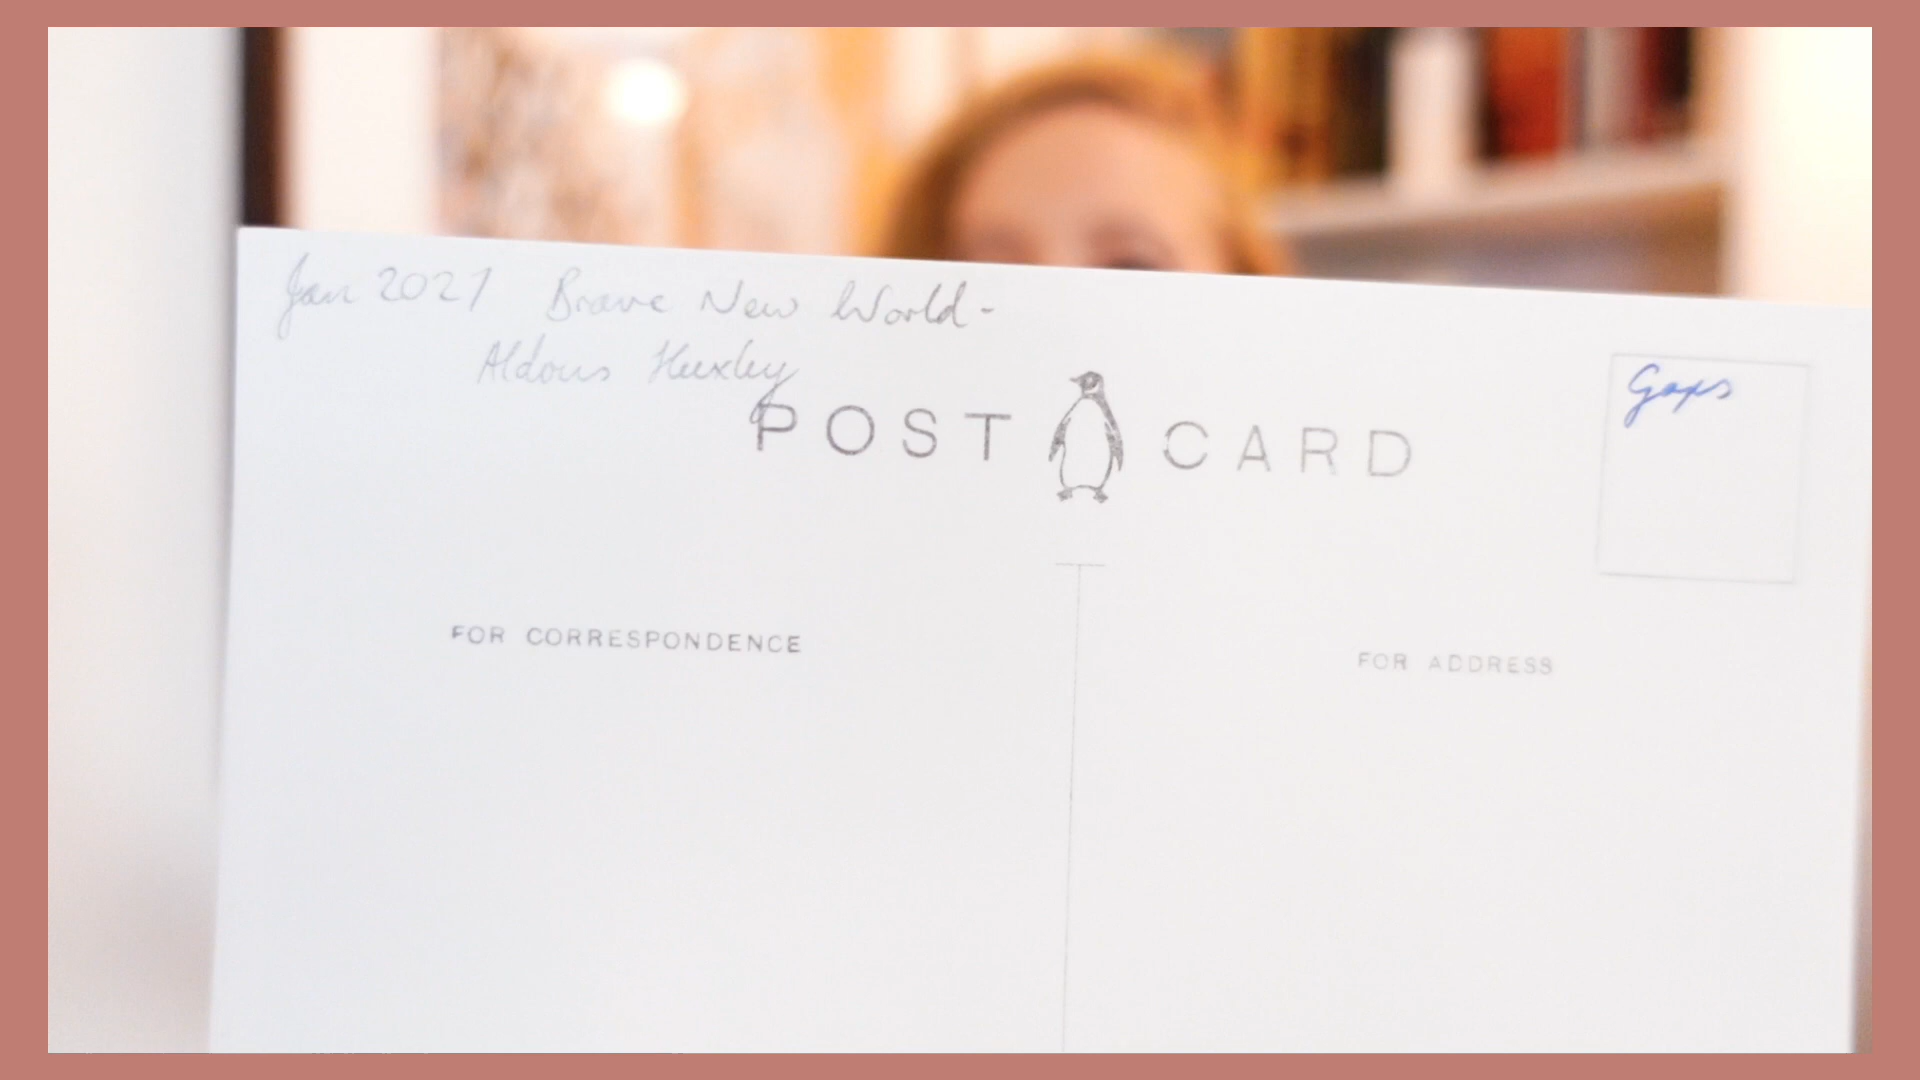 Jan 2021 Brave New World -
Aldous Huxley
POST CARD
Gaps
FOR CORRESPONDENCE
FOR ADDRESS